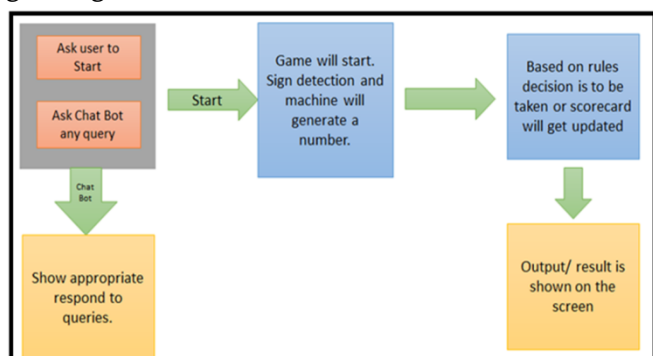 Ask user to
Start
Ask Chat Bot
any query
Start
Game will start.
Sign detection and
machine will
generate a
number.
Based on rules
decision is to be
taken or scorecard
will get updated
Chat
Bot
Show appropriate
respond to
queries.
Output/ result is
shown on the
screen